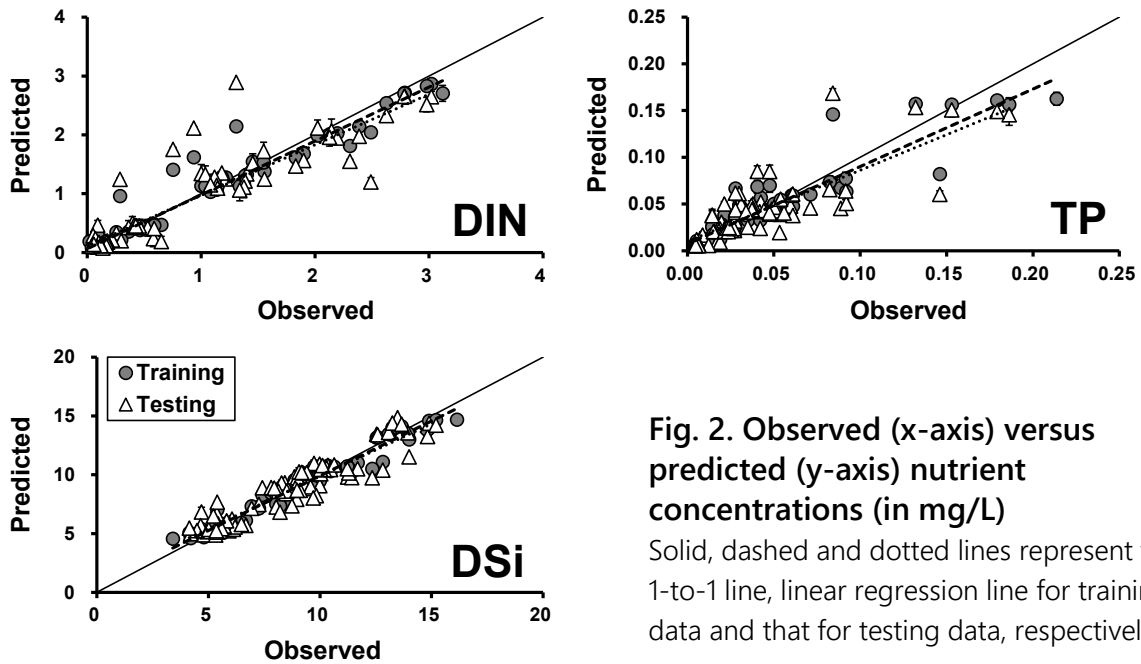 4
3
2
1
0
0
1
2
3
4
Predicted
Observed
DIN
0.25
0.20
0.15
0.10
0.05
0.00
0.00
0.05
0.10
0.15
0.20
0.25
Predicted
Observed
TP
20
15
10
5
0
0
5
10
15
20
Predicted
Observed
DSi
Training
Testing
Fig. 2. Observed (x-axis) versus
predicted (y-axis) nutrient
concentrations (in mg/L)
Solid, dashed and dotted lines represent
1-to-1 line, linear regression line for trainin
data and that for testing data, respectivel